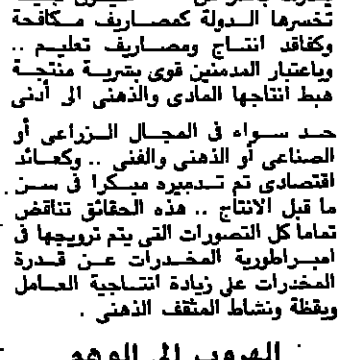 تخسرها الدولة كمصاريف مكافحة
وكفاقد انتاج ومصاريف تعليم ..
وباعتبار المدمنين قوى بشرية منتجة
هبط انتاجها المادى والذهنى الى أدنى
حد سواء فى المجال الزراعى أو
الصناعى أو الذهنى والفنى .. وكعائد
اقتصادى تم تدميره مبكرا فى سن
ما قبل الانتاج .. هذه الحقائق تناقض
تماما كل التصورات التى يتم ترويجها فى
امبراطورية المخدرات عن قدرة
المخدرات على زيادة انتاجية العامل
ويقظة ونشاط المثقف الذهنى .
الهروب الى الوهم